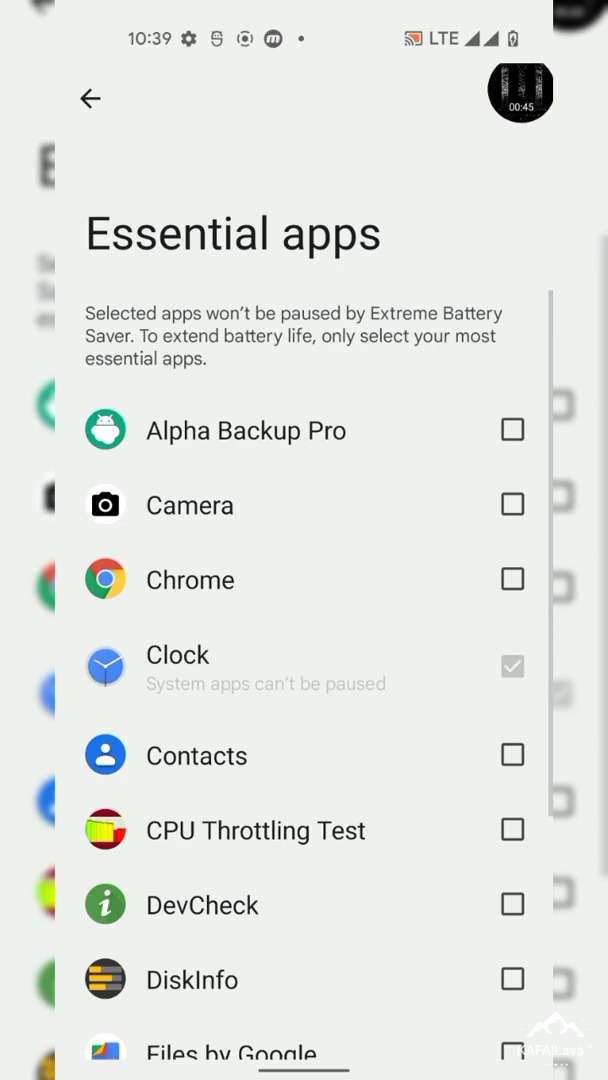 10:39
LTE
00:45
Essential apps
Selected apps won't be paused by Extreme Battery
Saver. To extend battery life, only select your most
essential apps.
Alpha Backup Pro
Camera
Chrome
Clock
System apps can't be paused
Contacts
CPU Throttling Test
DevCheck
DiskInfo
Files by Google
KAFA|Lava™